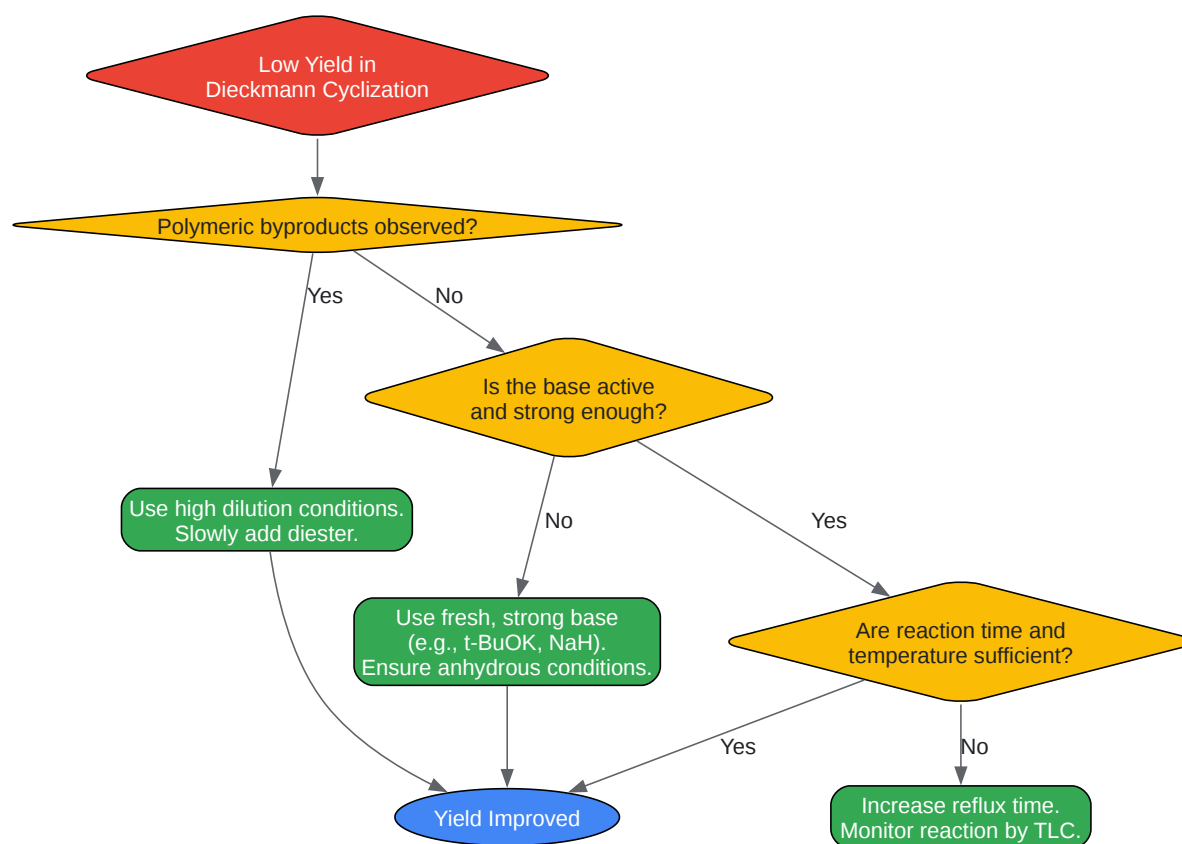 Low Yield in
Dieckmann Cyclization
Polymeric byproducts observed?
Yes
No
Is the base active
and strong enough?
Use high dilution conditions.
Slowly add diester.
No
Yes
Use fresh, strong base
(e.g., t-BuOK, NaH).
Ensure anhydrous conditions.
Are reaction time and
temperature sufficient?
Yes
No
Yield Improved
Increase reflux time.
Monitor reaction by TLC.